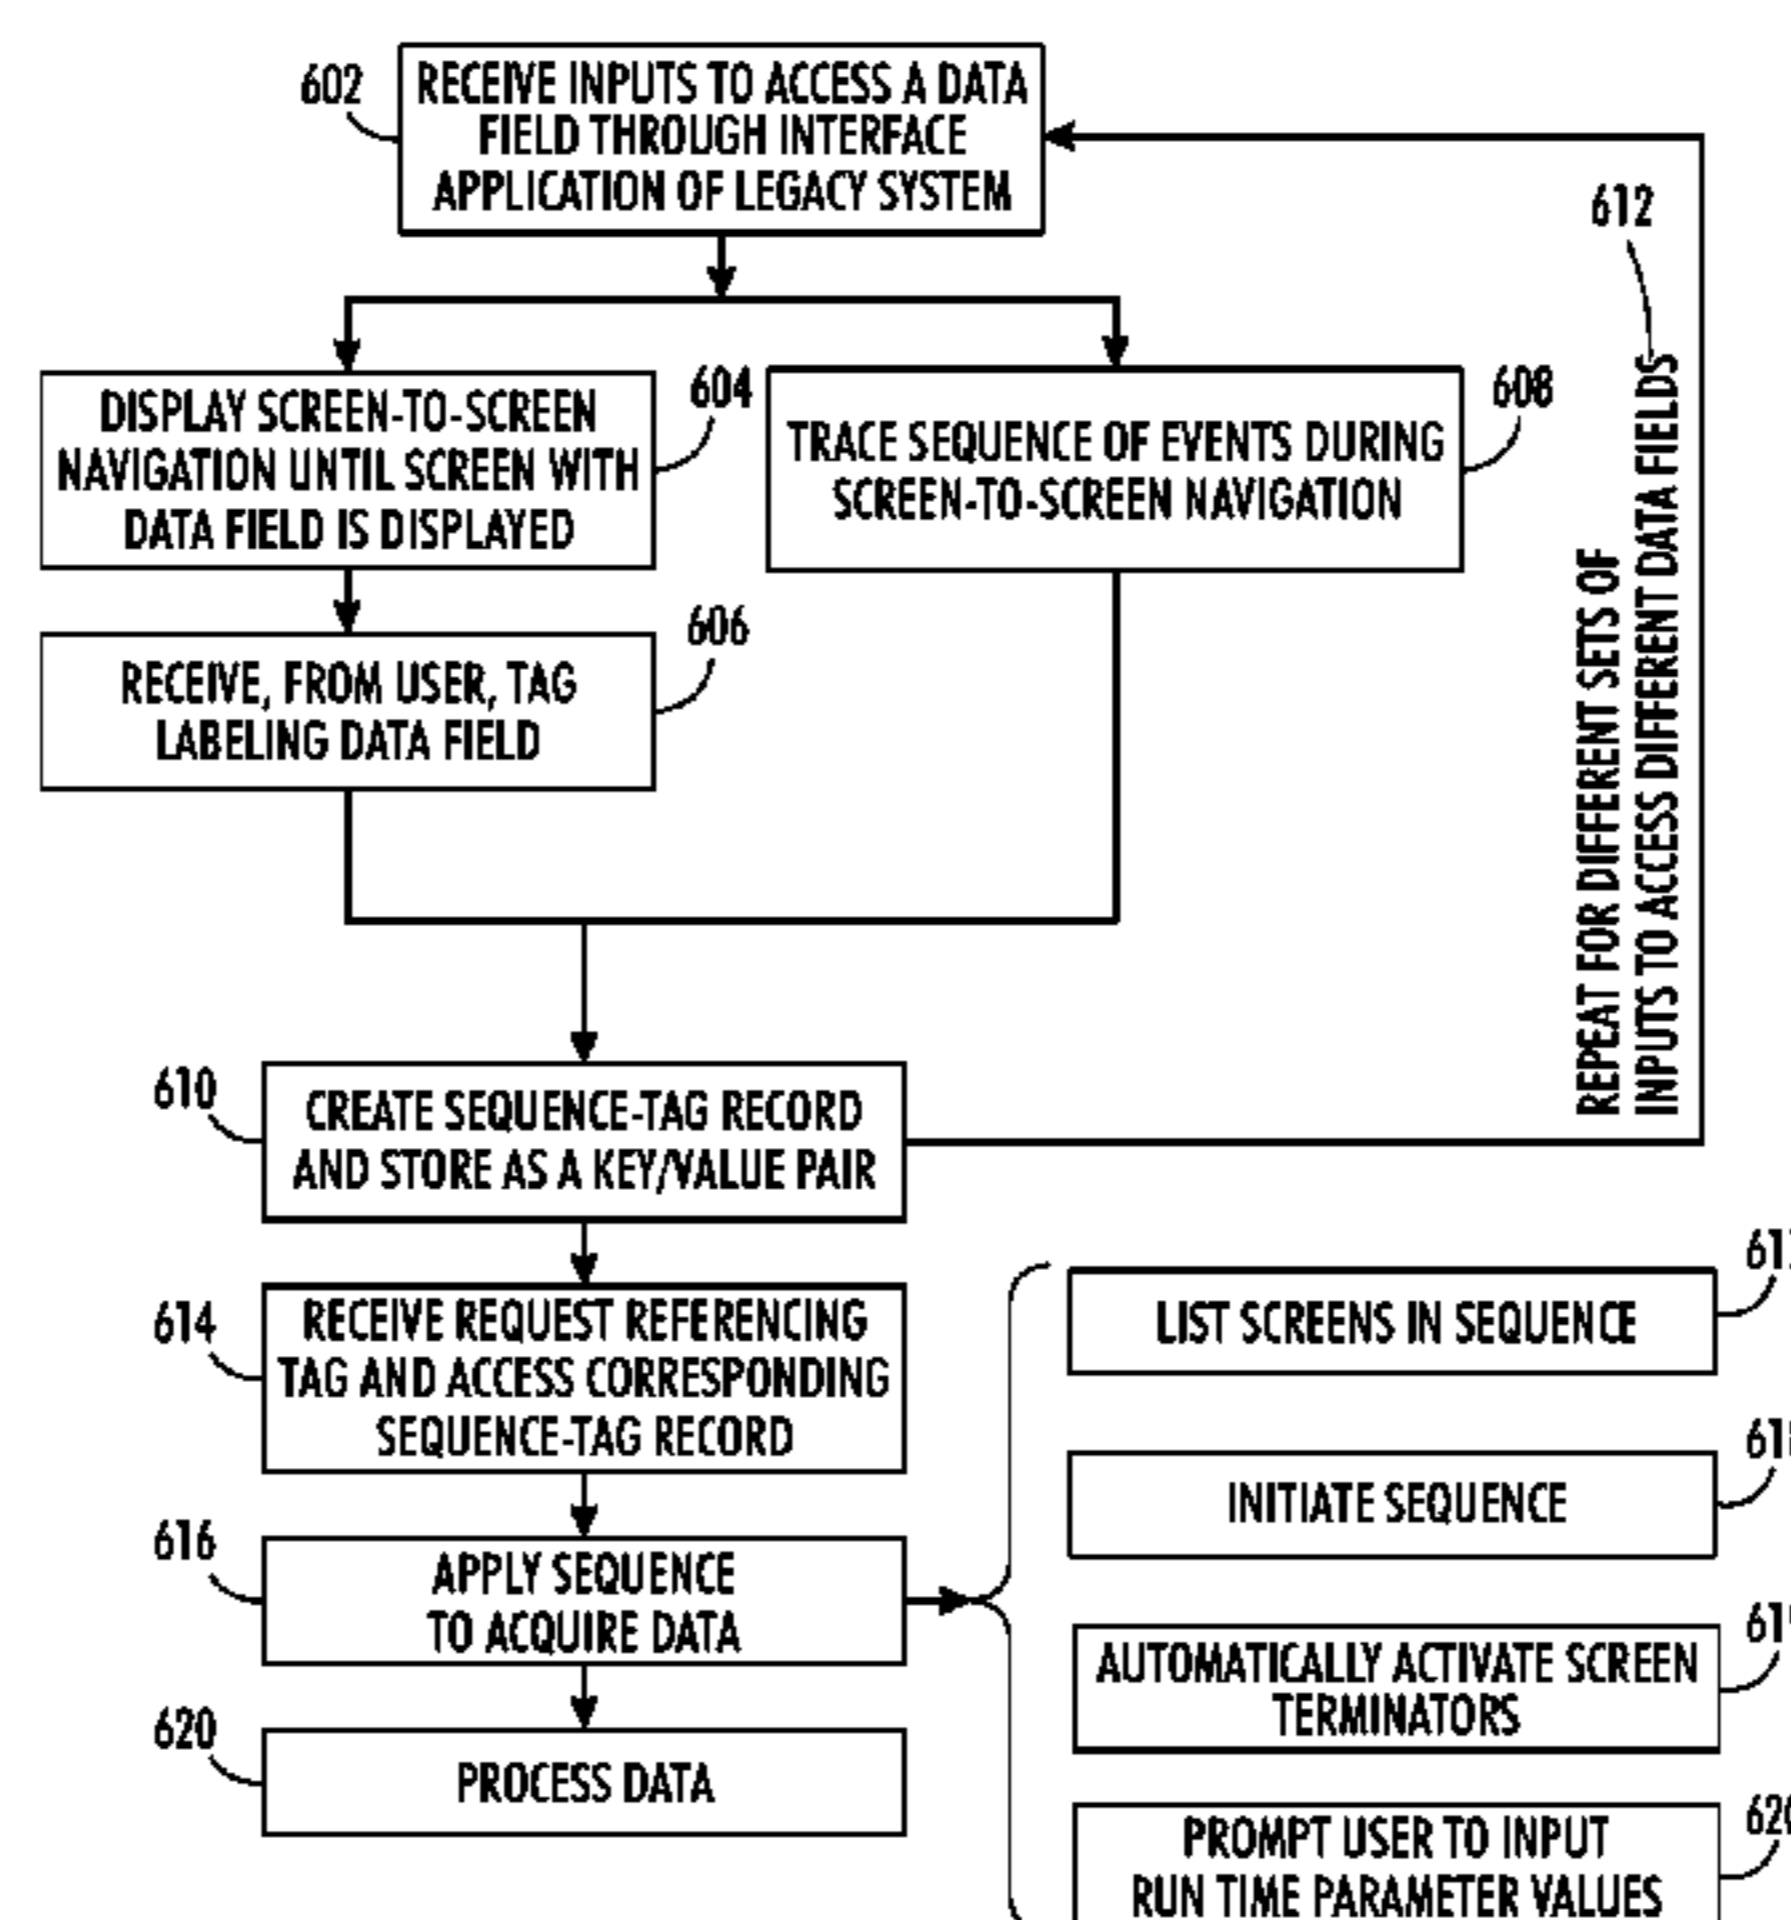 602
RECEIVE INPUTS TO ACCESS A DATA
FIELD THROUGH INTERFACE
APPLICATION OF LEGACY SYSTEM
612
604
DISPLAY SCREEN-TO-SCREEN
NAVIGATION UNTIL SCREEN WITH
DATA FIELD IS DISPLAYED
608
TRACE SEQUENCE OF EVENTS DURING
SCREEN-TO-SCREEN NAVIGATION
REPEAT FOR DIFFERENT SETS OF
INPUTS TO ACCESS DIFFERENT DATA FIELDS
606
RECEIVE, FROM USER, TAG
LABELING DATA FIELD
610
CREATE SEQUENCE-TAG RECORD
AND STORE AS A KEY/VALUE PAIR
614
RECEIVE REQUEST REFERENCING
TAG AND ACCESS CORRESPONDING
SEQUENCE-TAG RECORD
616
APPLY SEQUENCE
TO ACQUIRE DATA
620
PROCESS DATA
LIST SCREENS IN SEQUENCE
INITIATE SEQUENCE
AUTOMATICALLY ACTIVATE SCREEN
TERMINATORS
PROMPT USER TO INPUT
RUN TIME PARAMETER VALUES